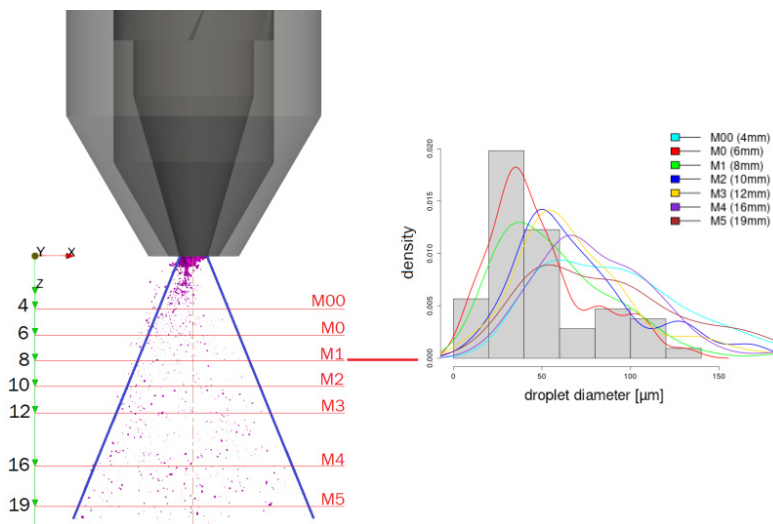 Y
X
Z
4
M00
6
M0
8
M1
10
M2
12
M3
16
M4
19
M5
M00 (4mm)
M0 (6mm)
M1 (8mm)
M2 (10mm)
M3 (12mm)
M4 (16mm)
M5 (19mm)
density
0.020
0.015
0.010
0.005
0.000
0 50 100 150
droplet diameter [µm]